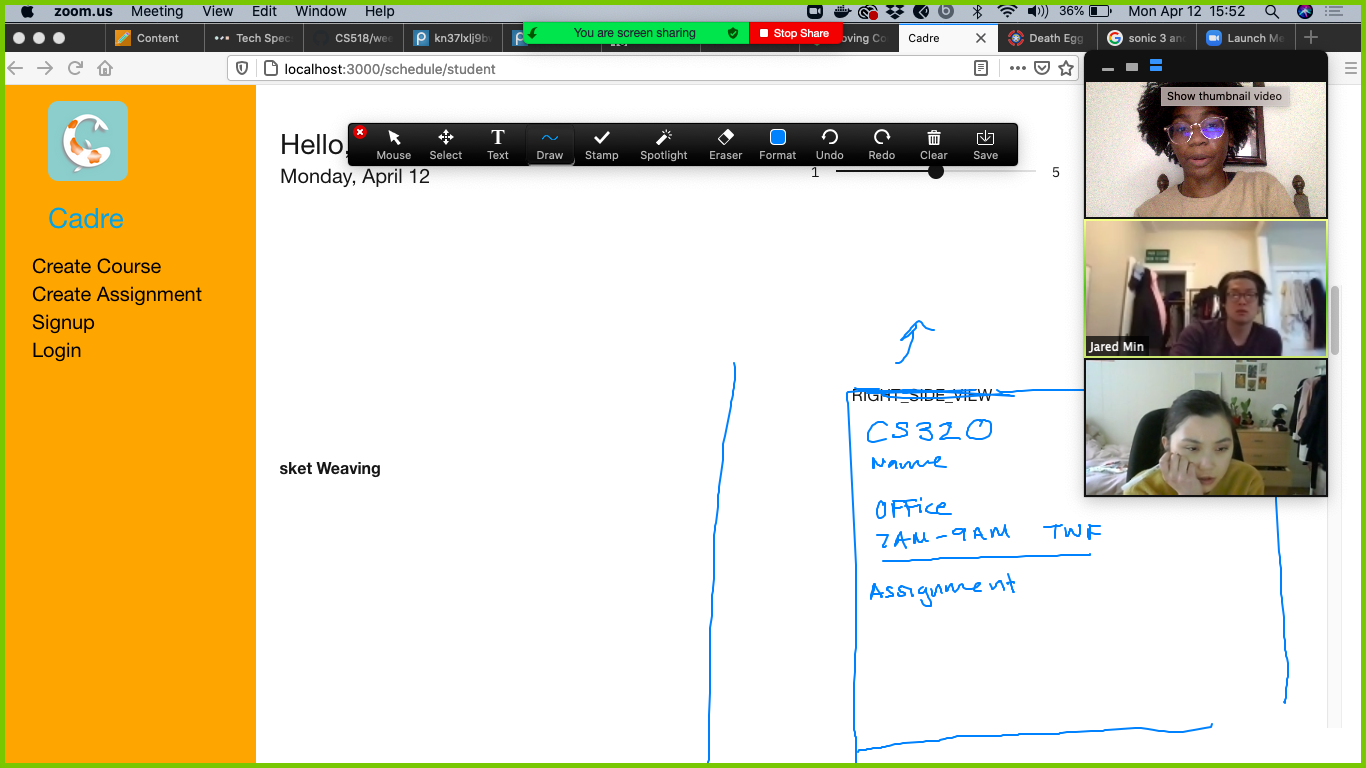 zoom.us Meeting View Edit Window Help 36% Mon Apr 12 15:52
Content Tech Spec CS518/wee kn37lxlj9b oving Co Cadre Death Egg sonic 3 and Launch Me
You are screen sharing Stop Share
localhost:3000/schedule/student
Show thumbnail video
Mouse Select Text Draw Stamp Spotlight Eraser Format Undo Redo Clear Save
Hello,
Monday, April 12
1 5
Cadre
Create Course
Create Assignment
Signup
Login
Jared Min
RIGHT_SIDE_VIEW
CS320
Name
sket Weaving
OFFice
7AM-9AM TWF
Assignment